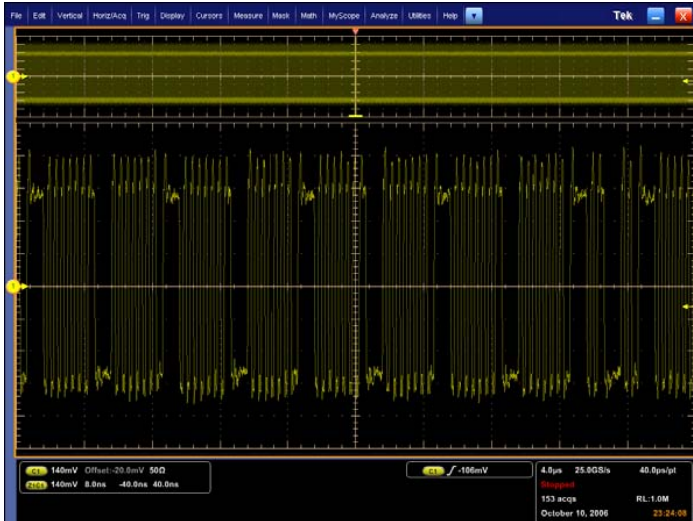 File Edit Vertical Horiz/Acq Trig Display Cursors Measure Mask Math MyScope Analyze Utilities Help Tek X
1
1
C1 140mV Offset:-20.0mV 50Ω
Z1C1 140mV 8.0ns -40.0ns 40.0ns
C1 -106mV
4.0µs 25.0GS/s 40.0ps/pt
Stopped
153 acqs RL:1.0M
October 10, 2006 23:24:08